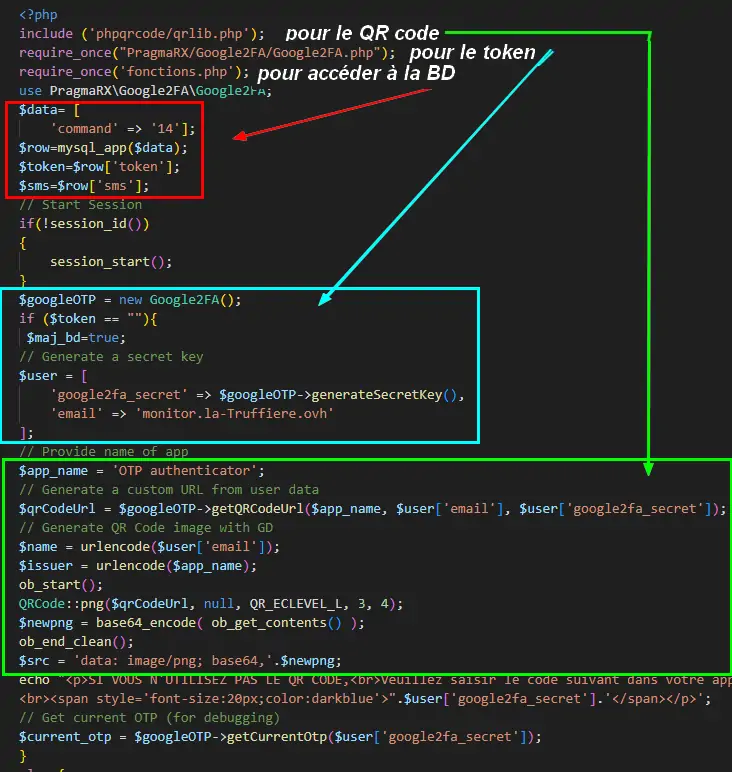 <?php
include ('phpqrcode/qrlib.php'); pour le QR code
require_once("PragmaRX/Google2FA/Google2FA.php"); pour le token
require_once('fonctions.php'); pour accéder à la BD
use PragmaRX\Google2FA\Google2FA;
$data= [
'command' => '14'];
$row=mysql_app($data);
$token=$row['token'];
$sms=$row['sms'];
// Start Session
if(!session_id())
{
session_start();
}
$googleOTP = new Google2FA();
if ($token == ""){
$maj_bd=true;
// Generate a secret key
$user = [
'google2fa_secret' => $googleOTP->generateSecretKey(),
'email' => 'monitor.la-Truffiere.ovh'
];
// Provide name of app
$app_name = 'OTP authenticator';
// Generate a custom URL from user data
$qrCodeUrl = $googleOTP->getQRCodeUrl($app_name, $user['email'], $user['google2fa_secret']);
// Generate QR Code image with GD
$name = urlencode($user['email']);
$issuer = urlencode($app_name);
ob_start();
QRCode::png($qrCodeUrl, null, QR_ECLEVEL_L, 3, 4);
$newpng = base64_encode( ob_get_contents() );
ob_end_clean();
$src = 'data: image/png; base64,'.$newpng;
echo "<p>SI VOUS N'UTILISEZ PAS LE QR CODE,<br>Veuillez saisir le code suivant dans votre app
<br><span style='font-size:20px;color:darkblue'>".$user['google2fa_secret'].'</span></p>';
// Get current OTP (for debugging)
$current_otp = $googleOTP->getCurrentOtp($user['google2fa_secret']);
}